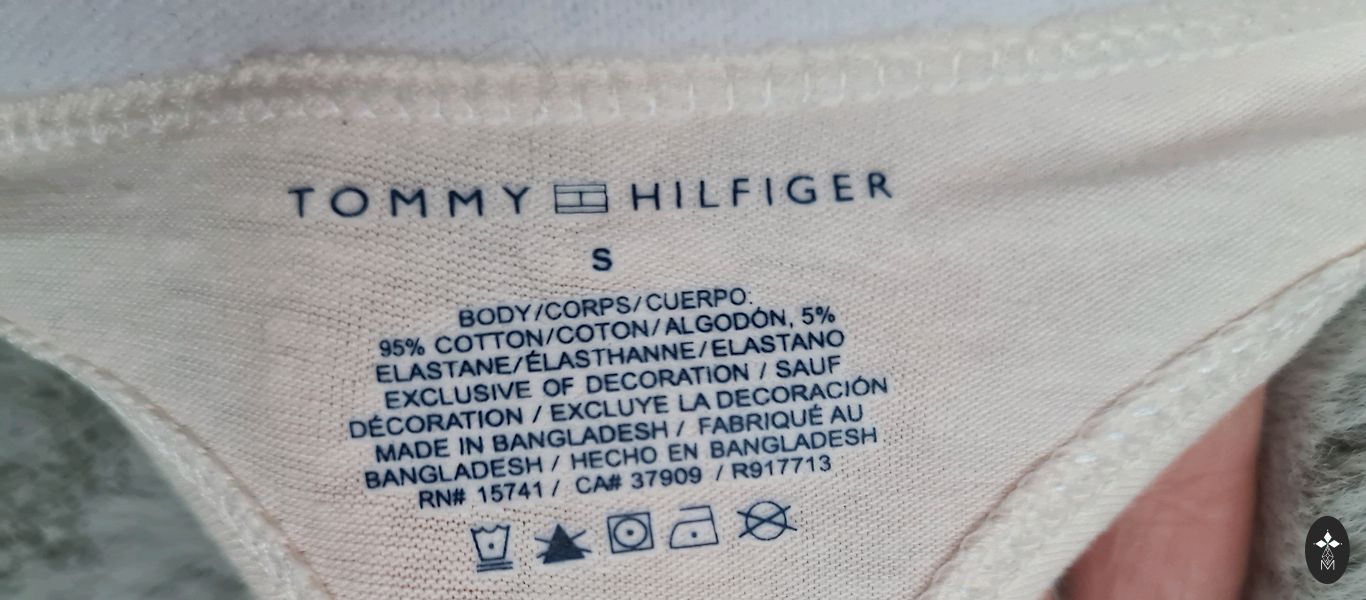 TOMMY HILFIGER
S
BODY/CORPS/CUERPO:
95% COTTON/COTON/ALGODÓN, 5%
ELASTANE/ÉLASTHANNE/ELASTANO
EXCLUSIVE OF DECORATION / SAUF
DÉCORATION / EXCLUYE LA DECORACIÓN
MADE IN BANGLADESH / FABRIQUÉ AU
BANGLADESH / HECHO EN BANGLADESH
RN# 15741 / CA# 37909 / R917713
M